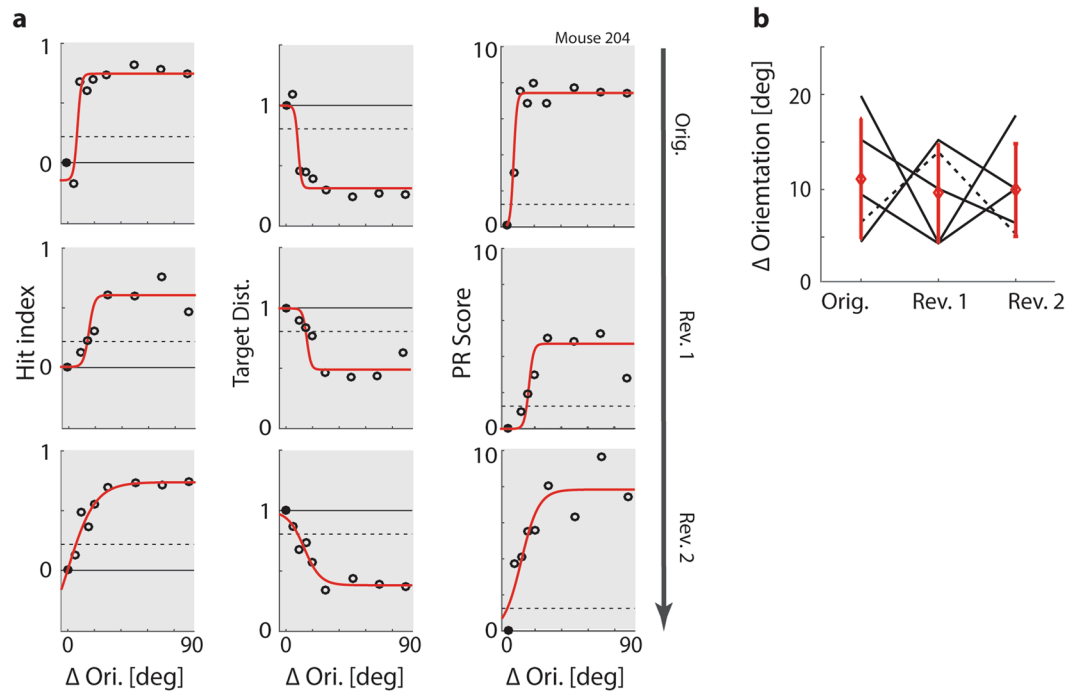 a
b
Mouse 204
1
0
1
0
10
0
Orig.
Hit index
1
0
Target Dist.
1
0
PR Score
10
0
Rev. 1
1
0
1
0
10
0
Rev. 2
0 90
0 90
0 90
Δ Ori. [deg]
Δ Ori. [deg]
Δ Ori. [deg]
Δ Oriemtation [deg]
20
10
0
Orig. Rev. 1 Rev. 2